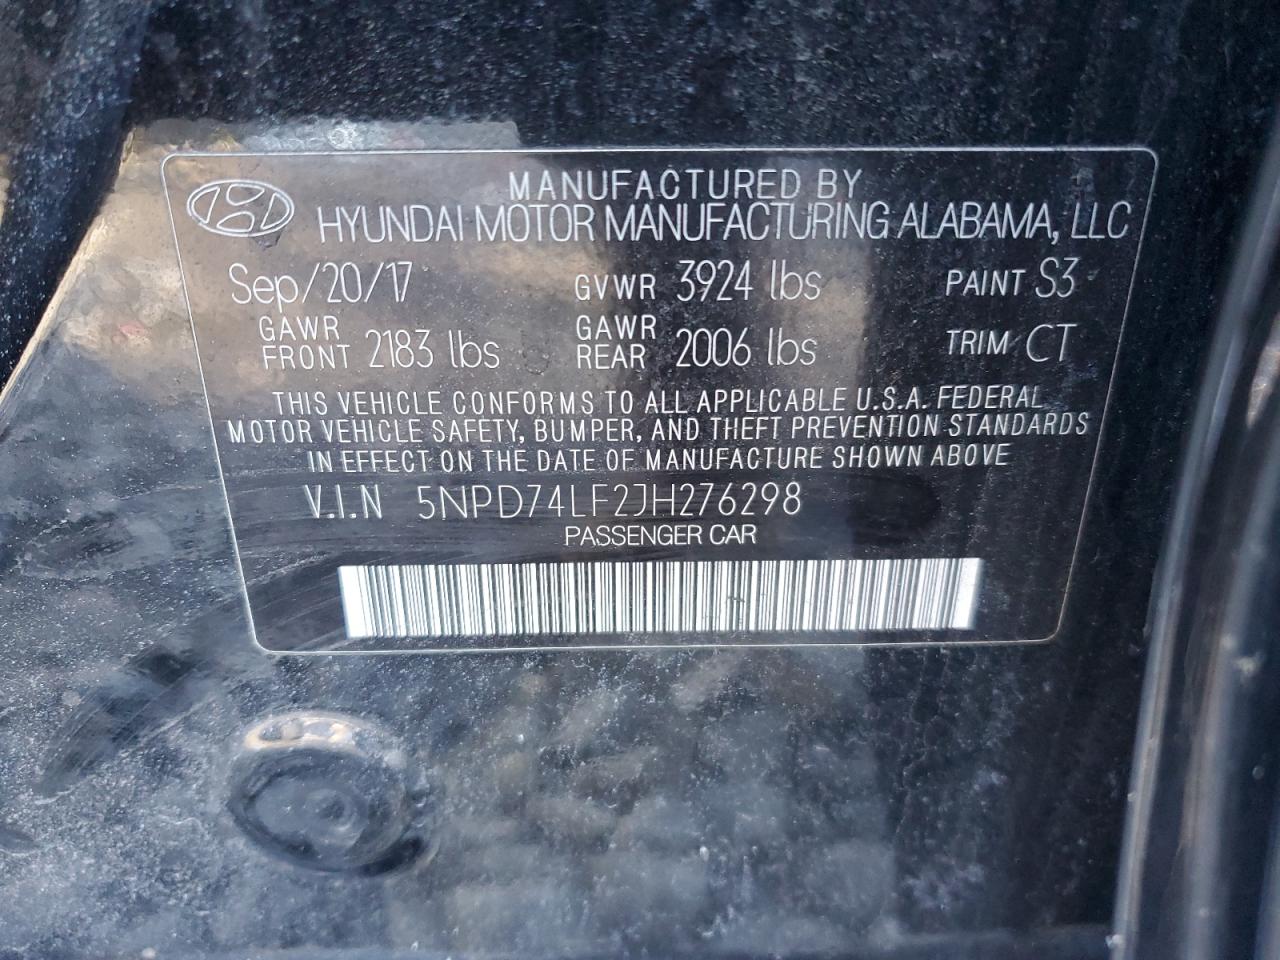 MANUFACTURED BY
HYUNDAI MOTOR MANUFACTURING ALABAMA, LLC
Sep/20/17 GVWR 3924 lbs PAINT S3
GAWR FRONT 2183 lbs GAWR REAR 2006 lbs TRIM CT
THIS VEHICLE CONFORMS TO ALL APPLICABLE U.S.A. FEDERAL
MOTOR VEHICLE SAFETY, BUMPER, AND THEFT PREVENTION STANDARDS
IN EFFECT ON THE DATE OF MANUFACTURE SHOWN ABOVE
V.I.N 5NPD74LF2JH276298
PASSENGER CAR